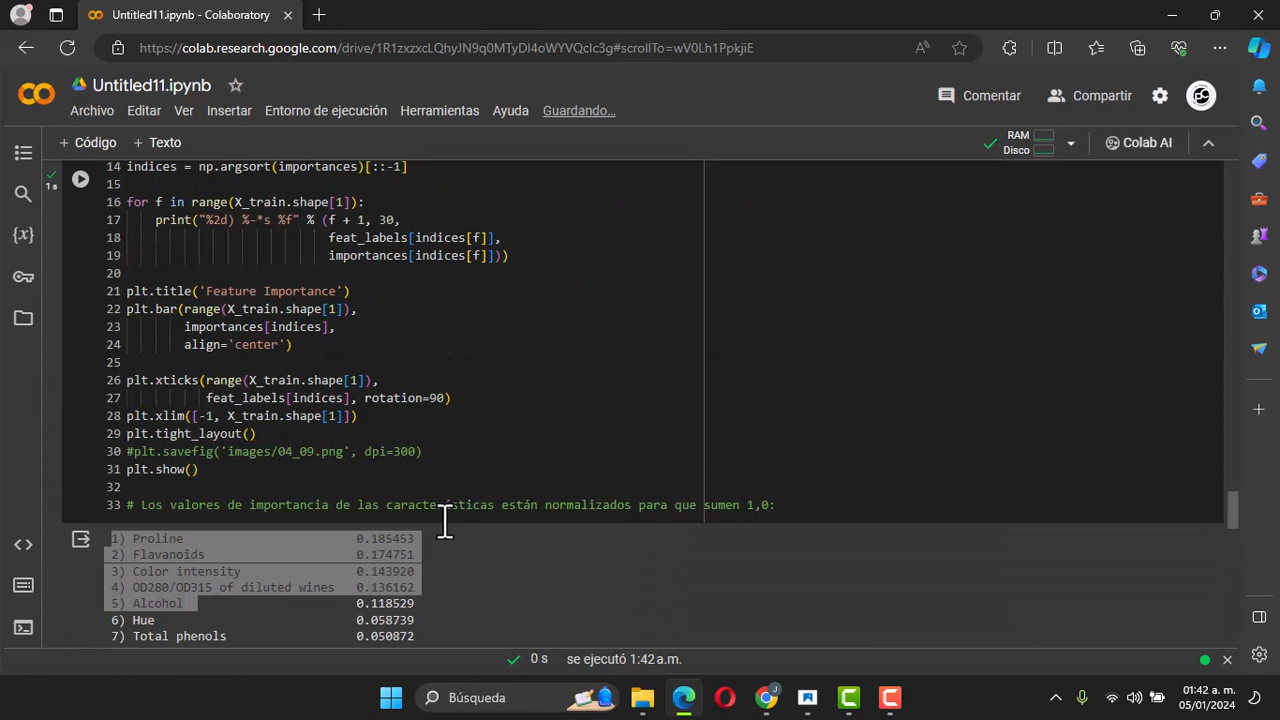 Untitled11.ipynb - Colaboratory
https://colab.research.google.com/drive/1R1zxzxcLQhyJN9q0MTyDI4oWYVQcIc3g#scrollTo=wV0Lh1PpkjiE
Untitled11.ipynb
Archivo Editar Ver Insertar Entorno de ejecución Herramientas Ayuda Guardando...
Comentar Compartir
+ Código + Texto
RAM
Disco
Colab AI
1 s
14 indices = np.argsort(importances)[::-1]
15
16 for f in range(X_train.shape[1]):
17 print("%2d) %-*s %f" % (f + 1, 30,
18 feat_labels[indices[f]],
19 importances[indices[f]]))
20
21 plt.title('Feature Importance')
22 plt.bar(range(X_train.shape[1]),
23 importances[indices],
24 align='center')
25
26 plt.xticks(range(X_train.shape[1]),
27 feat_labels[indices], rotation=90)
28 plt.xlim([-1, X_train.shape[1]])
29 plt.tight_layout()
30 #plt.savefig('images/04_09.png', dpi=300)
31 plt.show()
32
33 # Los valores de importancia de las características están normalizados para que sumen 1,0:
1) Proline 0.185453
2) Flavanoids 0.174751
3) Color intensity 0.143920
4) OD280/OD315 of diluted wines 0.136162
5) Alcohol 0.118529
6) Hue 0.058739
7) Total phenols 0.050872
0 s se ejecutó 1:42 a.m.
Búsqueda
01:42 a. m.
05/01/2024